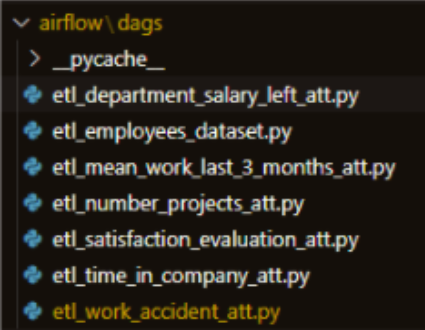 airflow\dags
__pycache__
etl_department_salary_left_att.py
etl_employees_dataset.py
etl_mean_work_last_3_months_att.py
etl_number_projects_att.py
etl_satisfaction_evaluation_att.py
etl_time_in_company_att.py
etl_work_accident_att.py